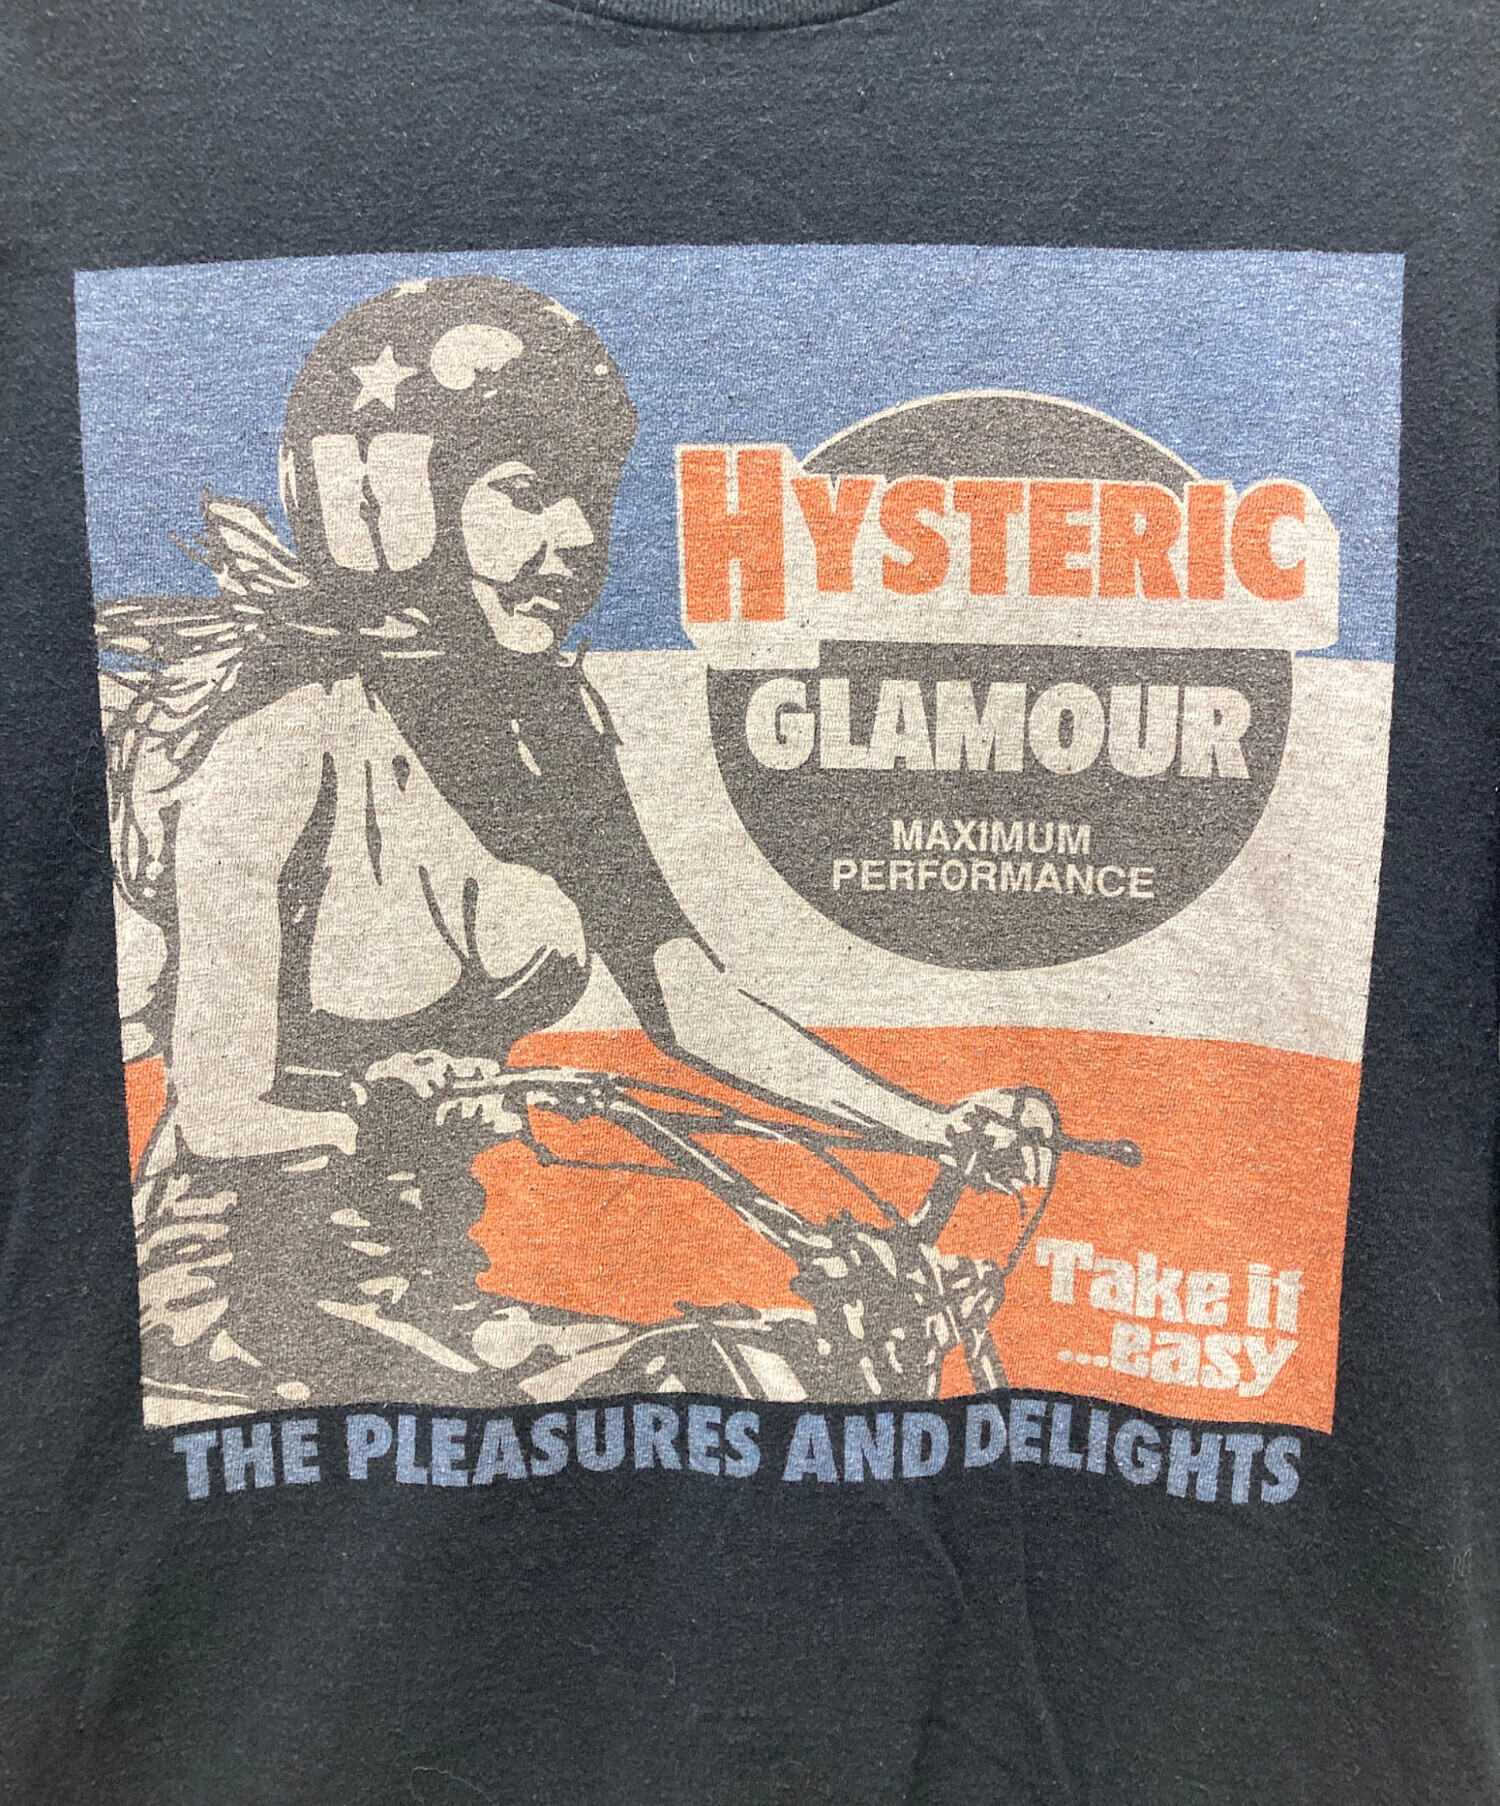 HYSTERIC
GLAMOUR
MAXIMUM
PERFORMANCE
Take it
...easy
THE PLEASURES AND DELIGHTS